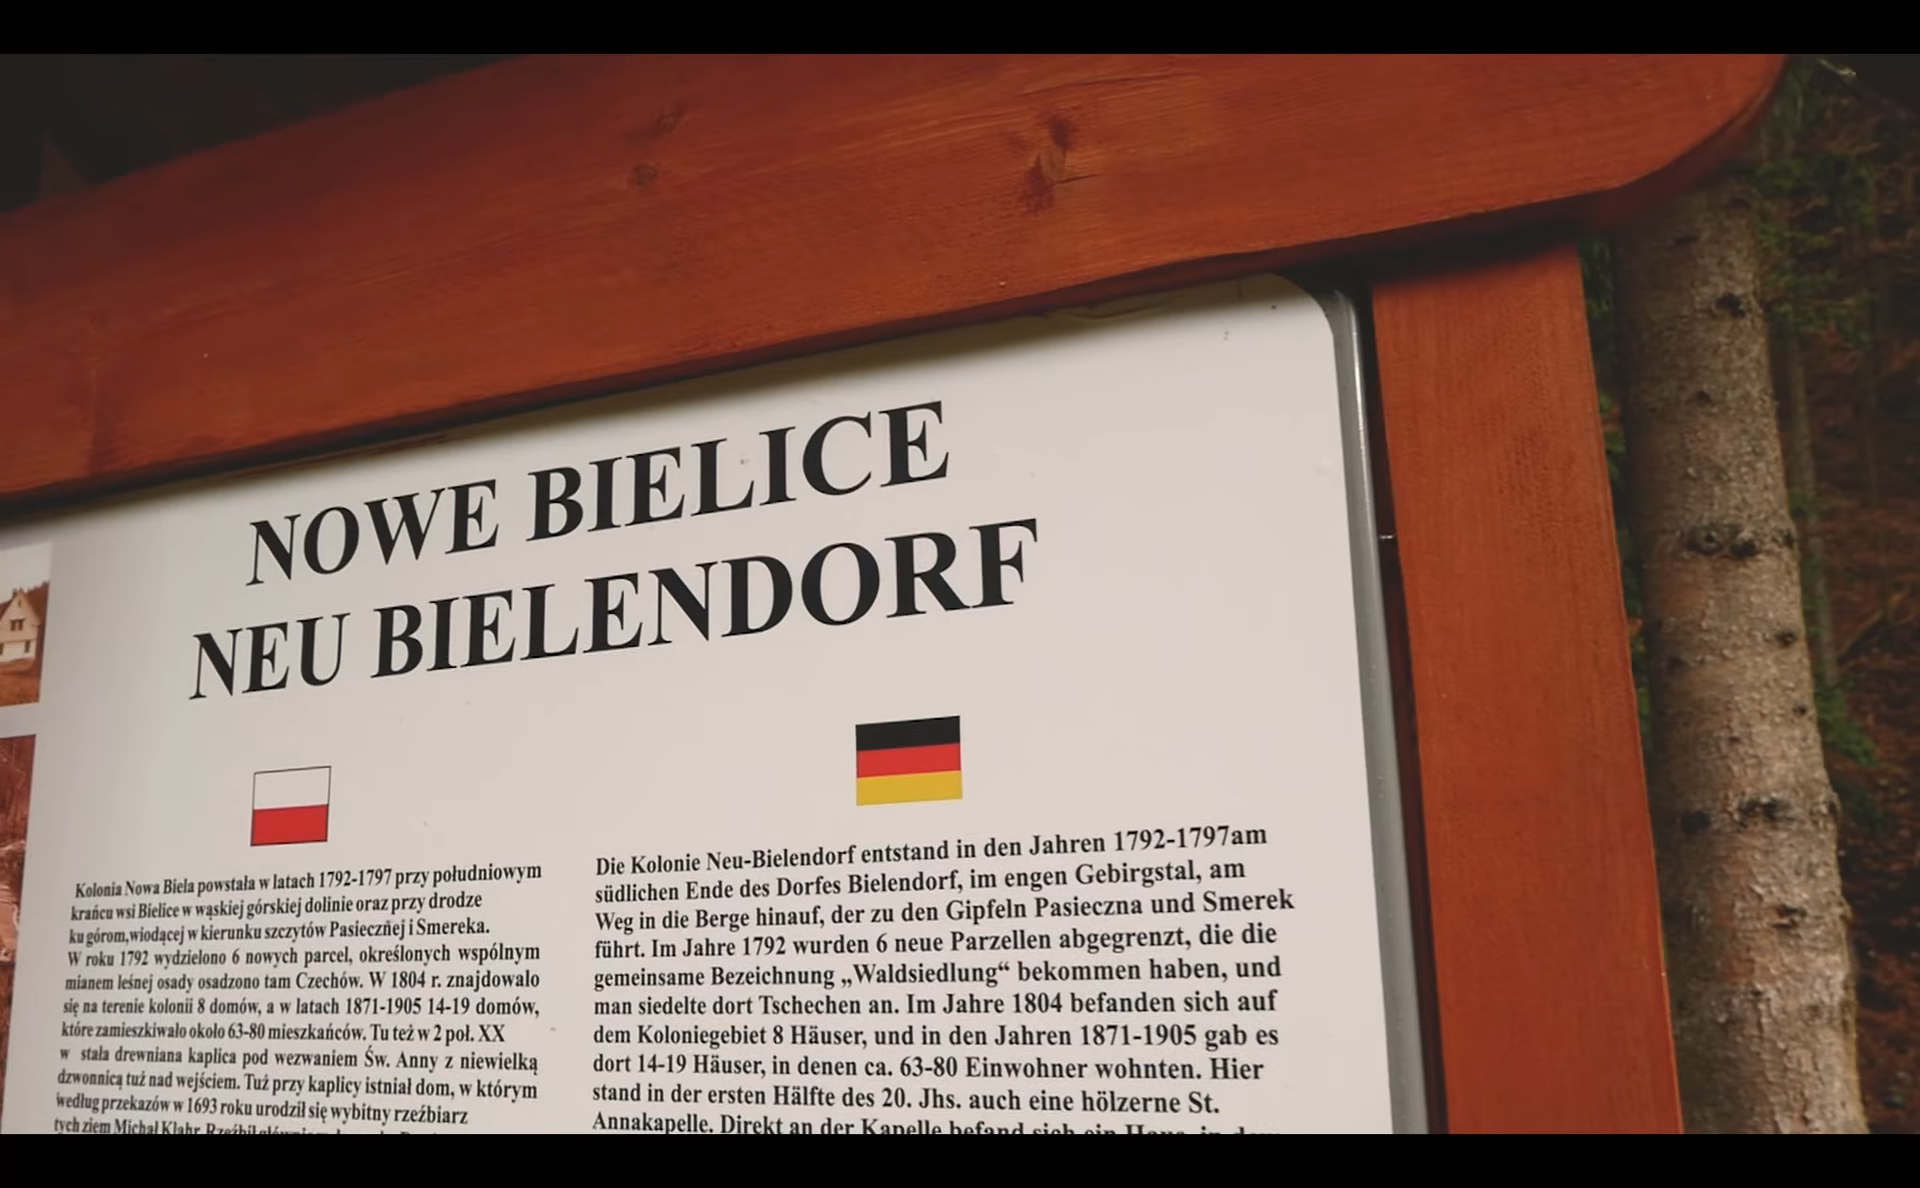 NOWE BIELICE
NEU BIELENDORF
Kolonia Nowa Biela powstała w latach 1792-1797 przy południowym
krańcu wsi Bielice w wąskiej górskiej dolinie oraz przy drodze
ku górom,wiodącej w kierunku szczytów Pasiecznej i Smereka.
W roku 1792 wydzielono 6 nowych parcel, określonych wspólnym
mianem leśnej osady osadzono tam Czechów. W 1804 r. znajdowało
się na terenie kolonii 8 domów, a w latach 1871-1905 14-19 domów,
które zamieszkiwało około 63-80 mieszkańców. Tu też w 2 poł. XX
w stała drewniana kaplica pod wezwaniem Św. Anny z niewielką
dzwonnicą tuż nad wejściem. Tuż przy kaplicy istniał dom, w którym
według przekazów w 1693 roku urodził się wybitny rzeźbiarz
tych ziem Michał Klahr. Rzeźbił
Die Kolonie Neu-Bielendorf entstand in den Jahren 1792-1797am
südlichen Ende des Dorfes Bielendorf, im engen Gebirgstal, am
Weg in die Berge hinauf, der zu den Gipfeln Pasieczna und Smerek
führt. Im Jahre 1792 wurden 6 neue Parzellen abgegrenzt, die die
gemeinsame Bezeichnung „Waldsiedlung“ bekommen haben, und
man siedelte dort Tschechen an. Im Jahre 1804 befanden sich auf
dem Koloniegebiet 8 Häuser, und in den Jahren 1871-1905 gab es
dort 14-19 Häuser, in denen ca. 63-80 Einwohner wohnten. Hier
stand in der ersten Hälfte des 20. Jhs. auch eine hölzerne St.
Annakapelle. Direkt an der Kapelle befand sich ein Haus, in